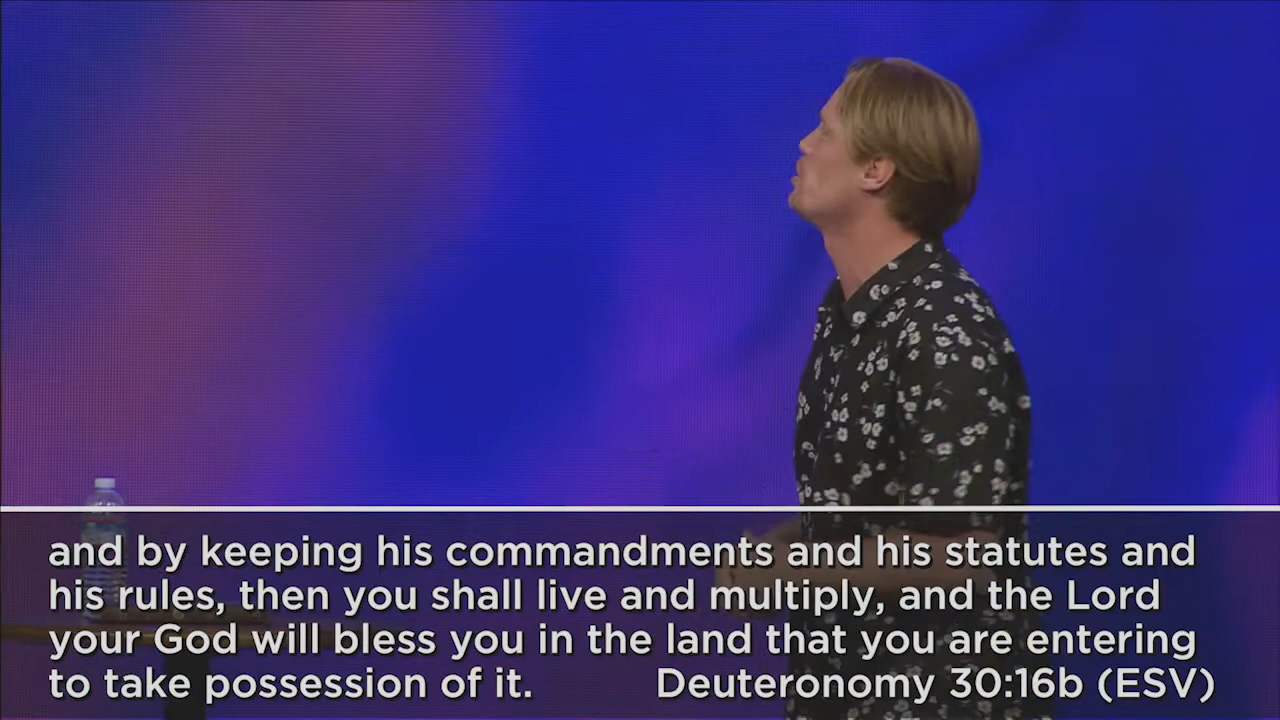 and by keeping his commandments and his statutes and
his rules, then you shall live and multiply, and the Lord
your God will bless you in the land that you are entering
to take possession of it. Deuteronomy 30:16b (ESV)